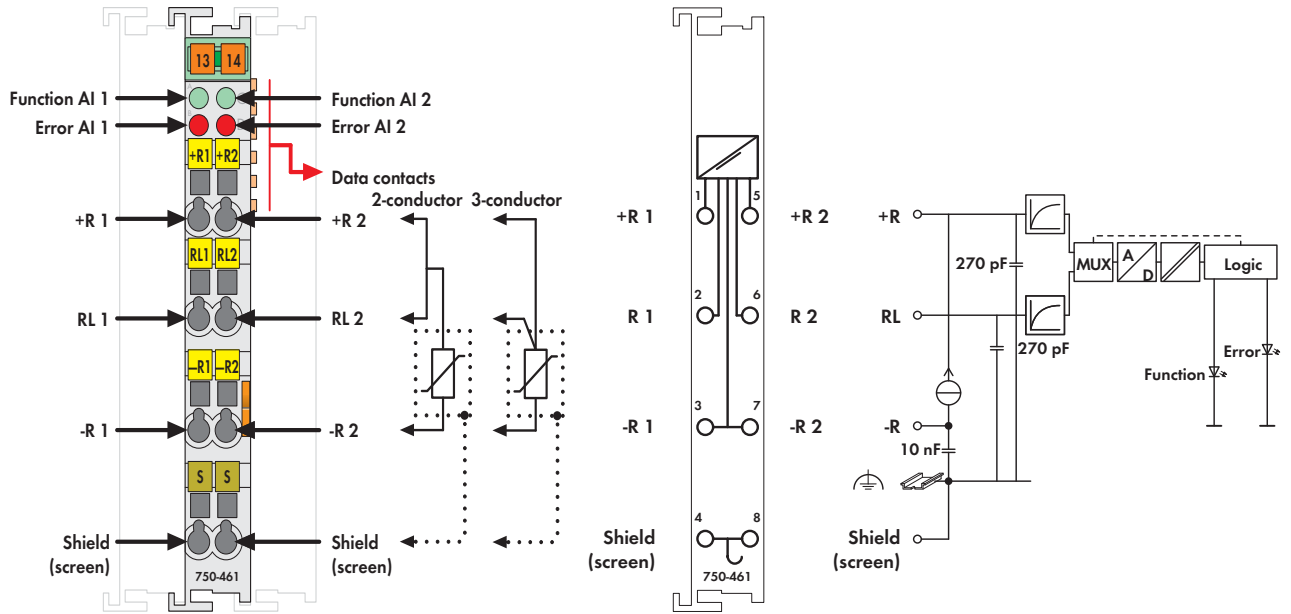 13 14
Function AI 1
Function AI 2
Error AI 1
Error AI 2
+R1 +R2
Data contacts
2-conductor
3-conductor
+R 1
+R 2
RL1 RL2
RL 1
RL 2
–R1 –R2
-R 1
-R 2
S S
Shield
(screen)
Shield
(screen)
750-461
1
5
+R 1
+R 2
2
6
R 1
R 2
3
7
-R 1
-R 2
4
8
Shield
(screen)
750-461
+R
270 pF
MUX
A
D
Logic
RL
270 pF
Error
Function
-R
10 nF
Shield
(screen)